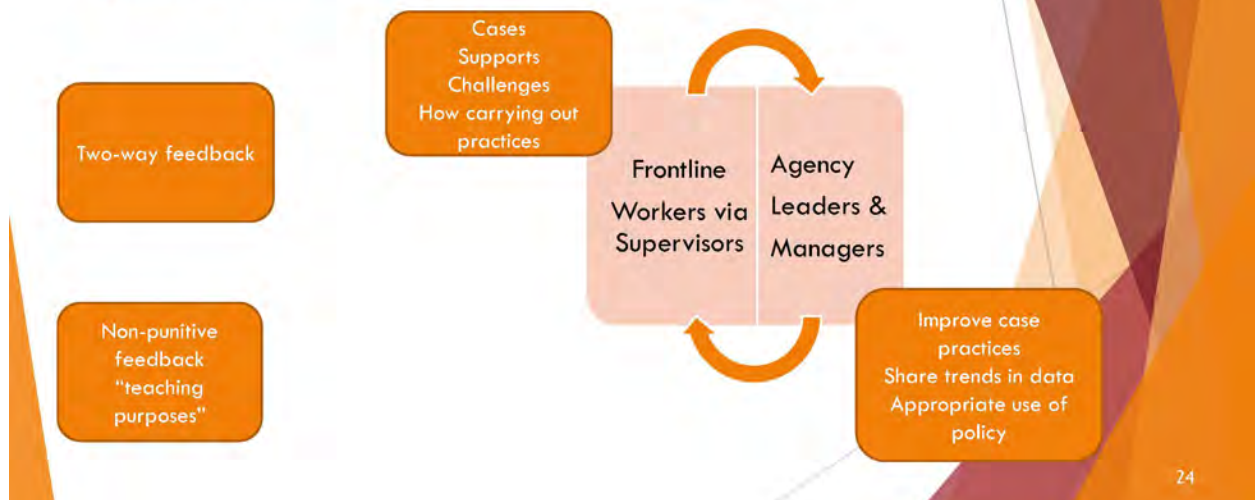 Two-way feedback
Non-punitive
feedback
“teaching
purposes”
Cases
Supports
Challenges
How carrying out
practices
Frontline
Workers via
Supervisors
Agency
Leaders &
Managers
Improve case
practices
Share trends in data
Appropriate use of
policy
24